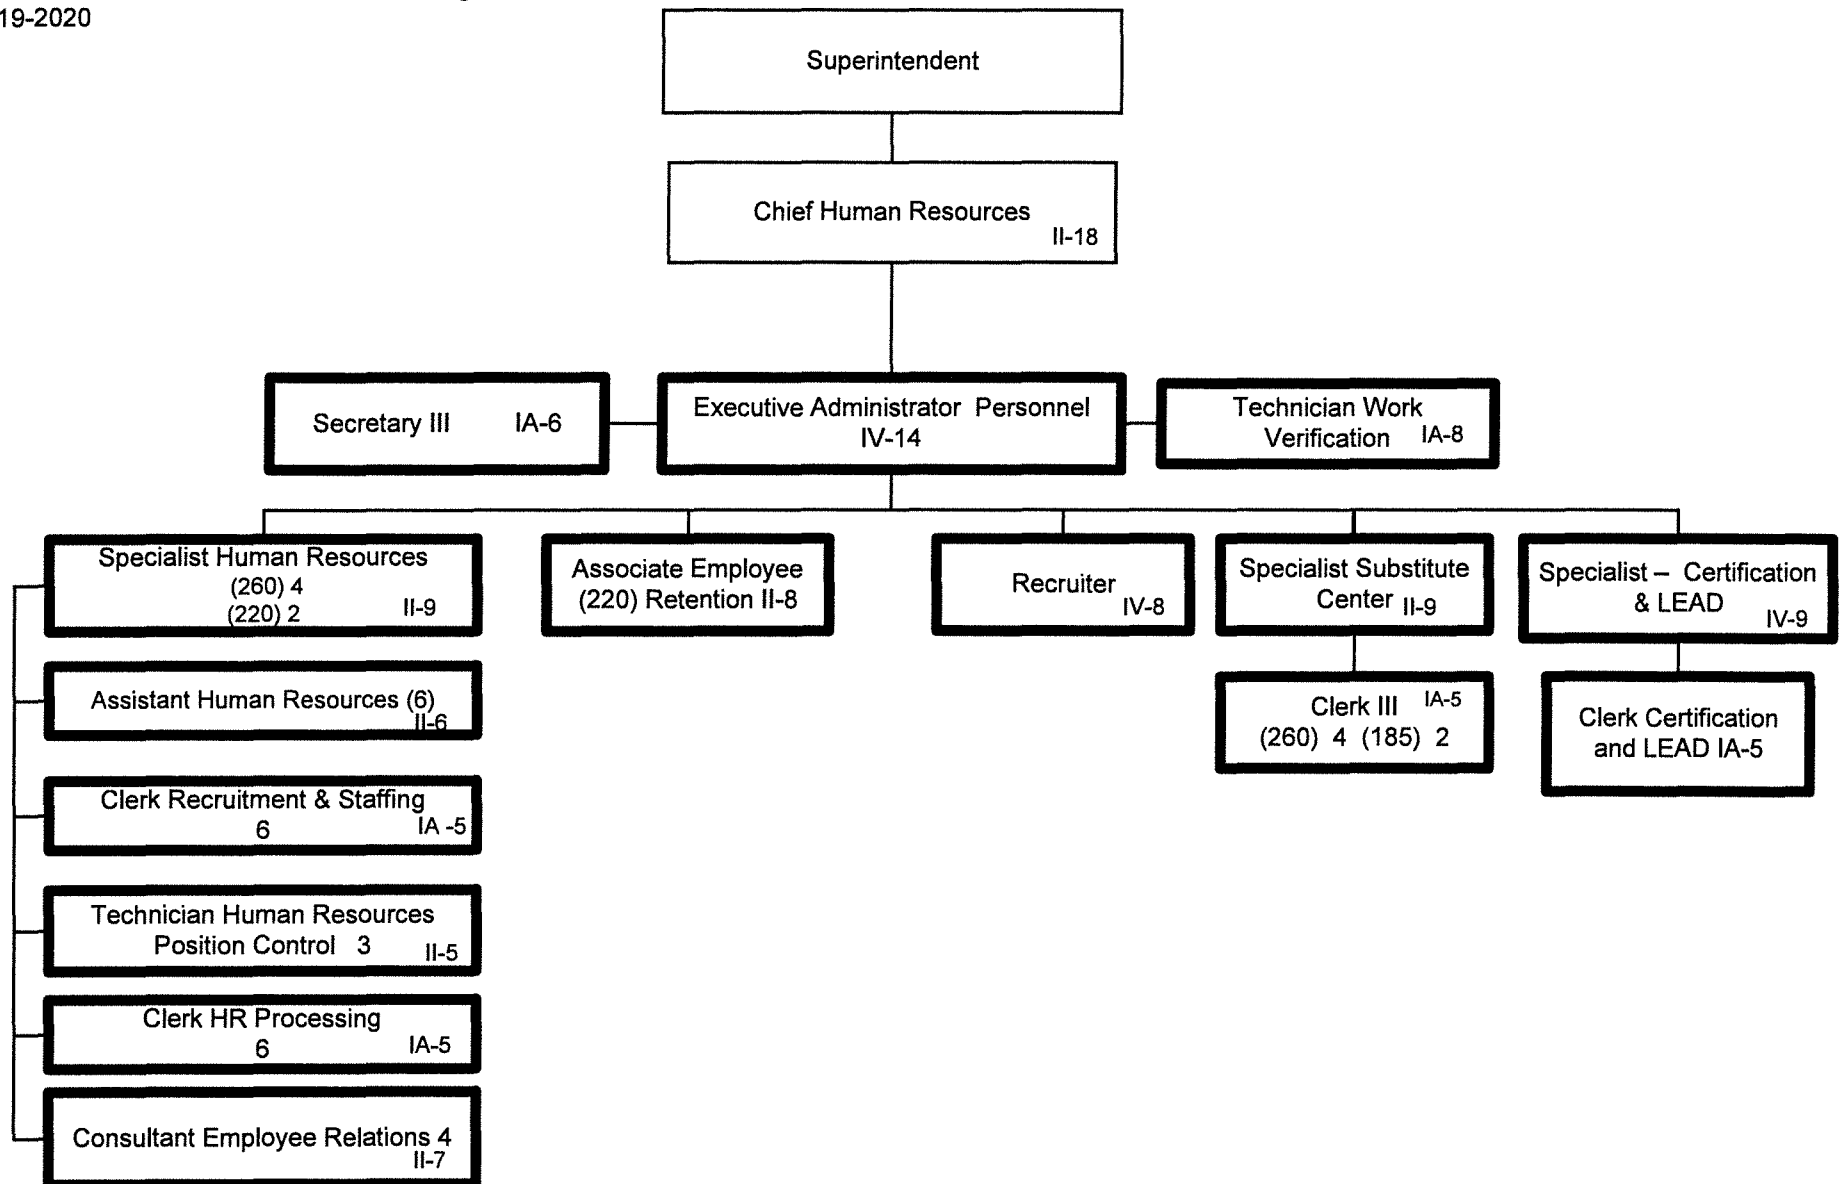 19-2020
Superintendent
Chief Human Resources
II-18
Secretary III IA-6
Executive Administrator Personnel
IV-14
Technician Work
Verification IA-8
Specialist Human Resources
(260) 4
(220) 2 II-9
Associate Employee
(220) Retention II-8
Recruiter
IV-8
Specialist Substitute
Center II-9
Specialist – Certification
& LEAD
IV-9
Assistant Human Resources (6)
II-6
Clerk III IA-5
(260) 4 (185) 2
Clerk Certification
and LEAD IA-5
Clerk Recruitment & Staffing
6 IA -5
Technician Human Resources
Position Control 3 II-5
Clerk HR Processing
6 IA-5
Consultant Employee Relations 4
II-7